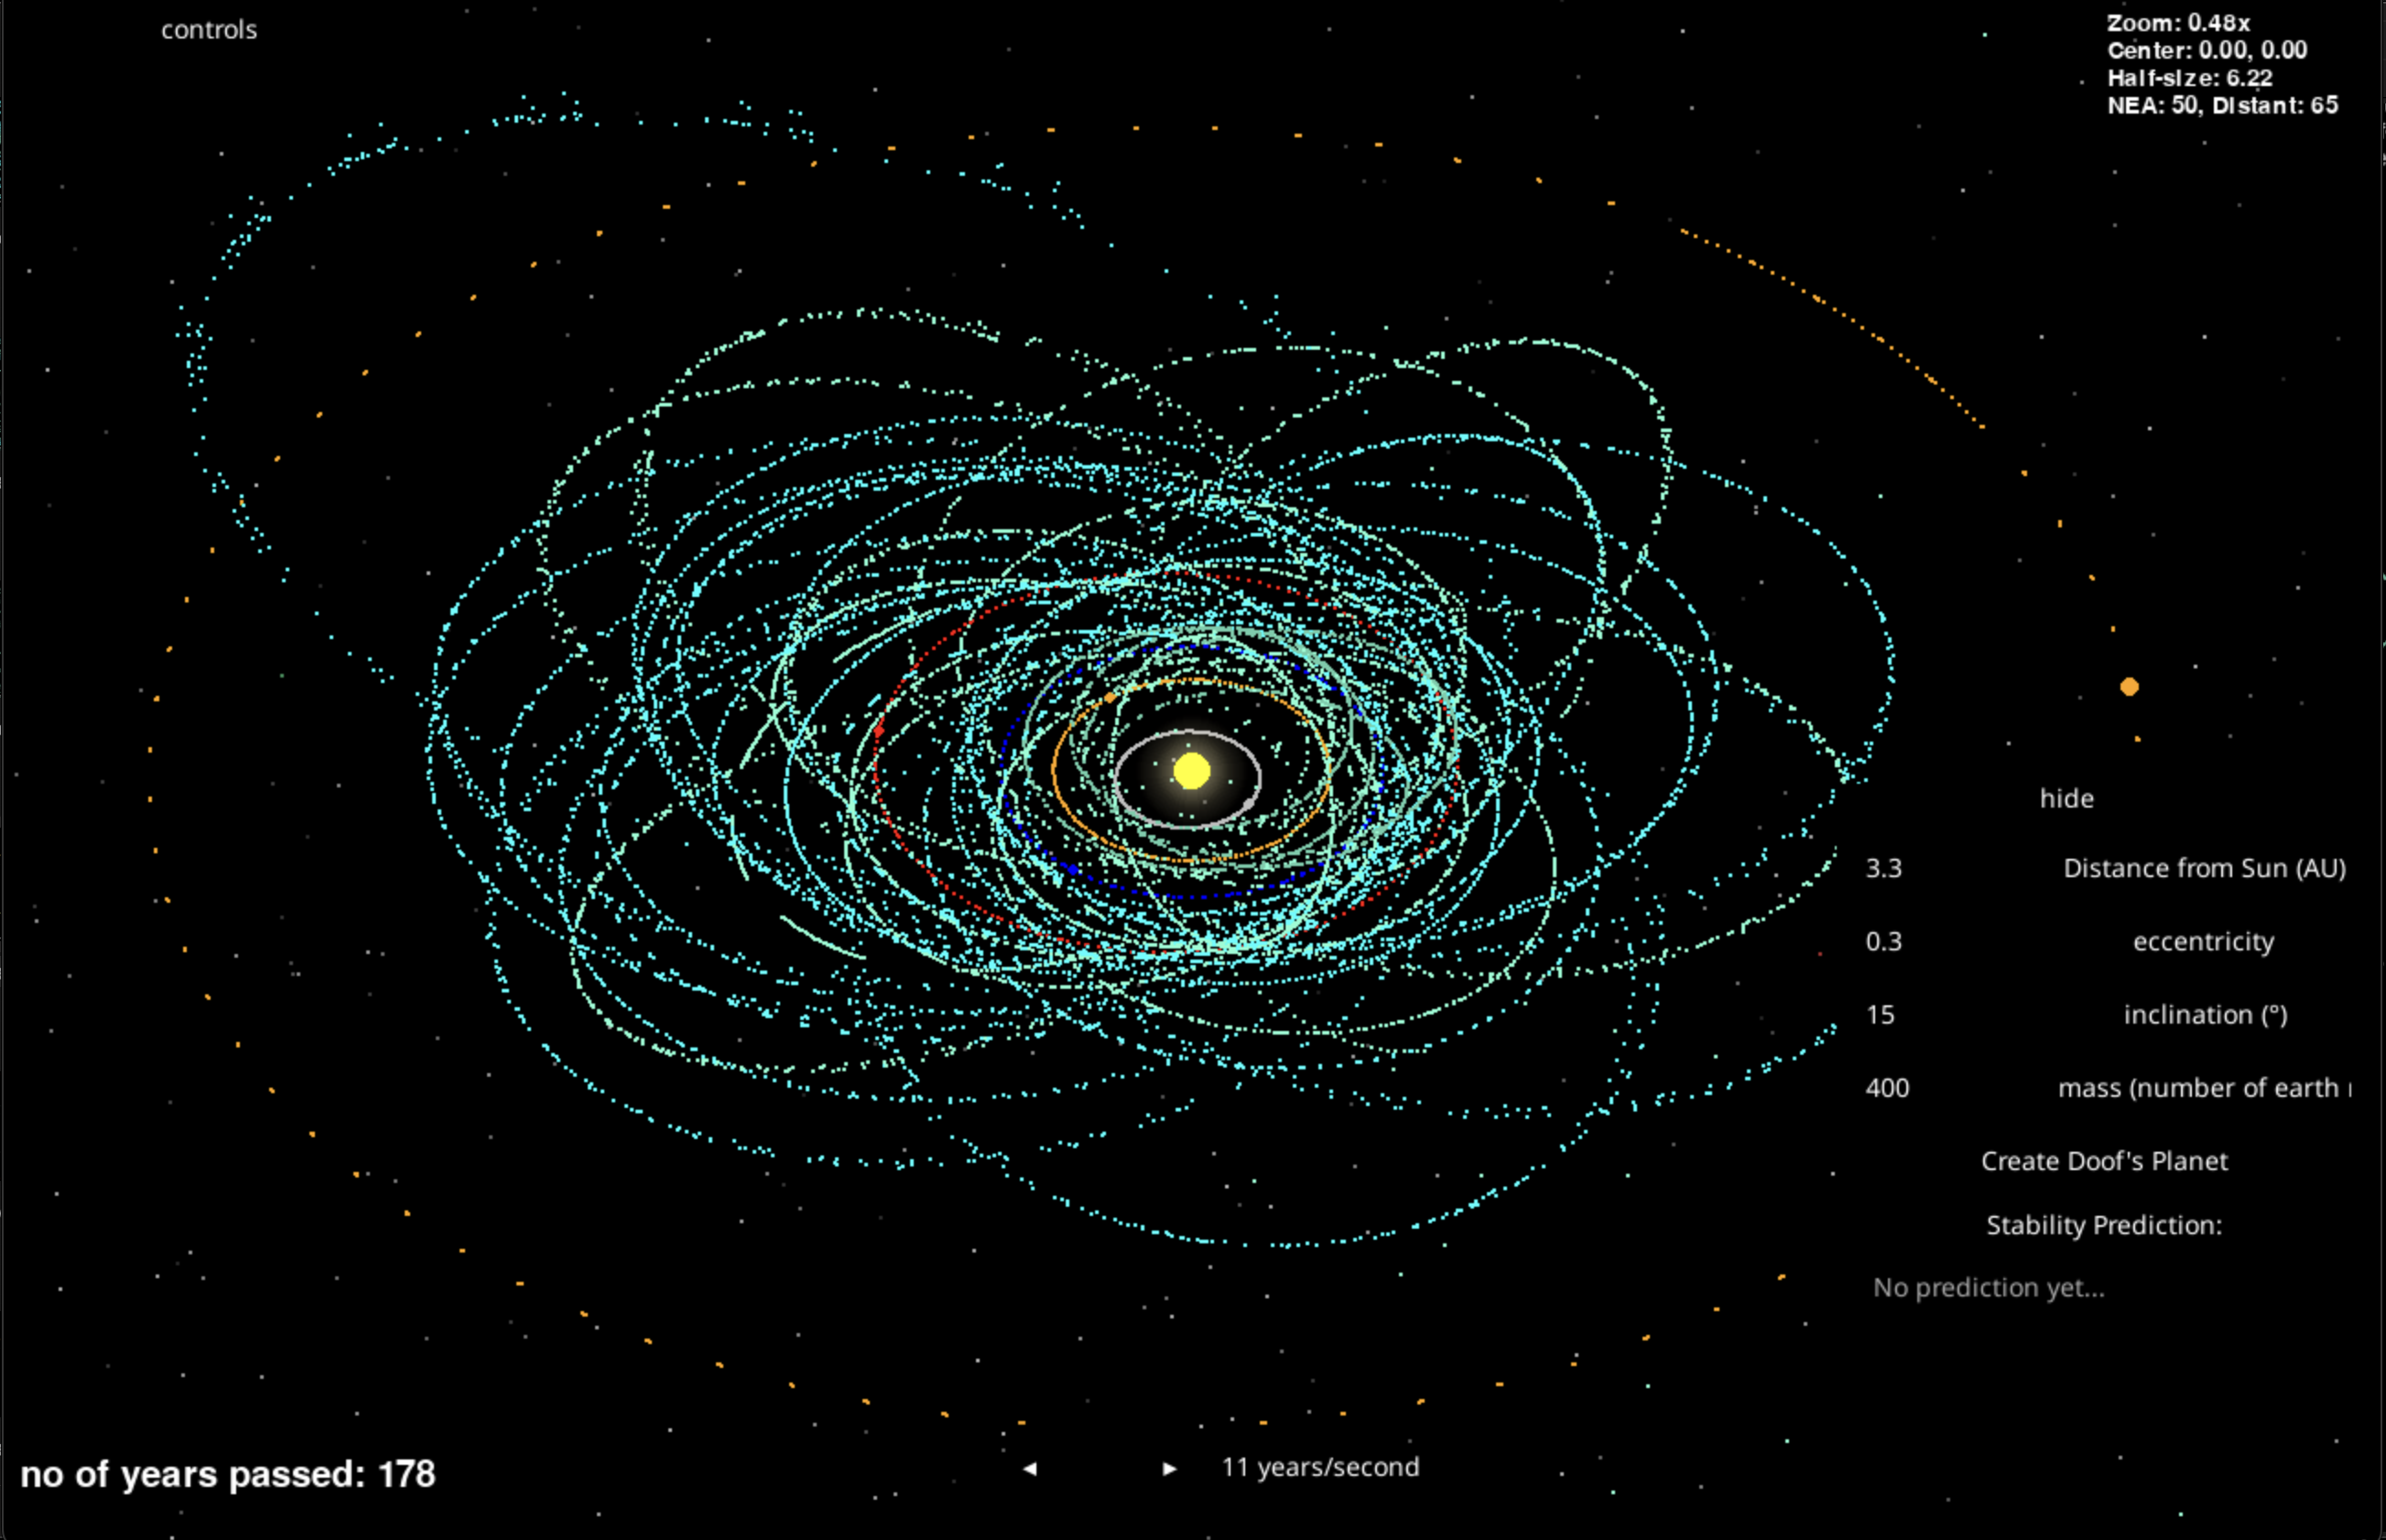 controls
Zoom: 0.48x
Center: 0.00, 0.00
Half-size: 6.22
NEA: 50, Distant: 65
hide
3.3 Distance from Sun (AU)
0.3 eccentricity
15 inclination (°)
400 mass (number of earth
Create Doof's Planet
Stability Prediction:
No prediction yet...
no of years passed: 178
◄ ► 11 years/second